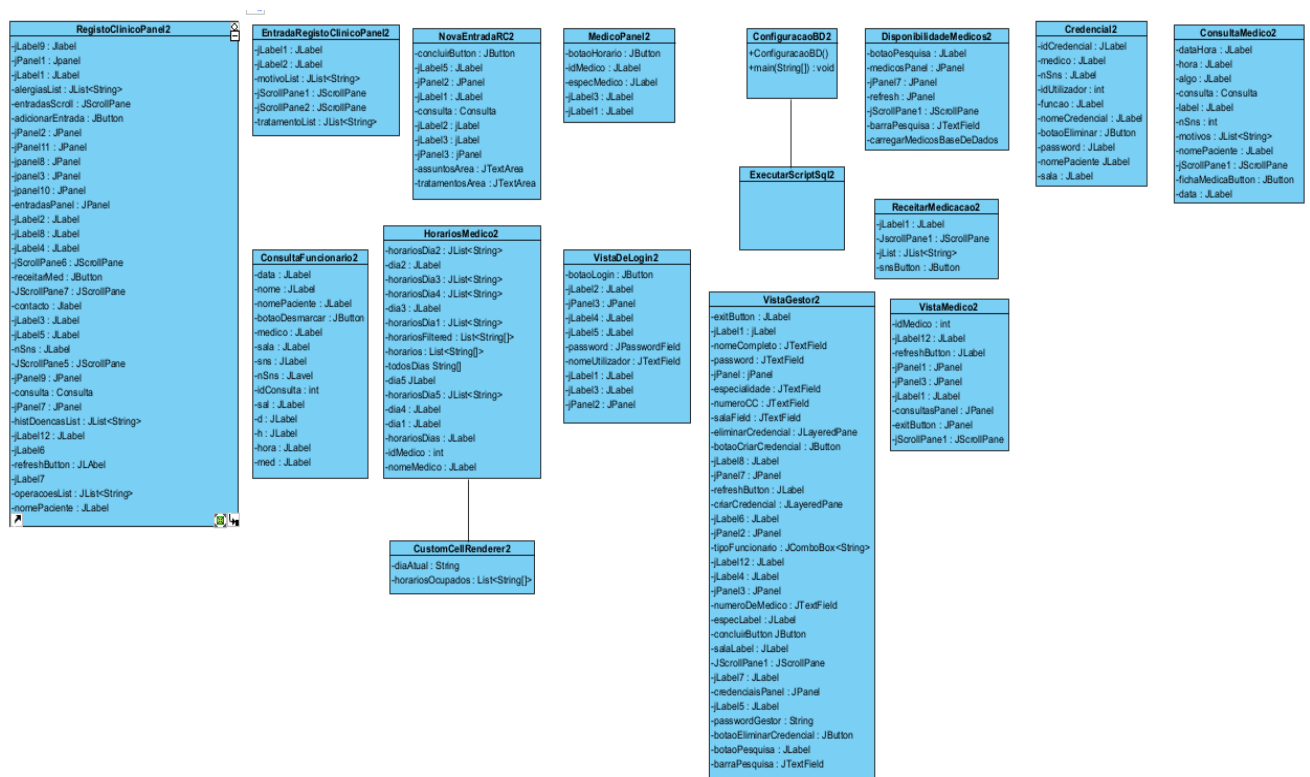 RegistoClinicoPanel2
-jLabel9 : Jlabel
-jPanel1 : Jpanel
-jLabel1 : JLabel
-alergiasList : JList<String>
-entradasScroll : JScrollPane
-adicionarEntrada : JButton
-jPanel2 : JPanel
-jPanel11 : JPanel
-jpanel8 : JPanel
-jpanel3 : JPanel
-jpanel10 : JPanel
-entradasPanel : JPanel
-jLabel2 : JLabel
-jLabel8 : JLabel
-jLabel4 : JLabel
-jScrollPane6 : JScrollPane
-receitarMed : JButton
-JScrollPane7 : JScrollPane
-contacto : Jlabel
-jLabel3 : JLabel
-jLabel5 : JLabel
-nSns : JLabel
-JScrollPane5 : JScrollPane
-jPanel9 : JPanel
-consulta : Consulta
-jPanel7 : JPanel
-histDoencasList : JList<String>
-jLabel12 : JLabel
-jLabel6
-refreshButton : JLAbel
-jLabel7
-operacoesList : JList<String>
-nomePaciente : JLabel
EntradaRegistoClinicoPanel2
-jLabel1 : JLabel
-jLabel2 : JLabel
-motivoList : JList<String>
-jScrollPane1 : JScrollPane
-jScrollPane2 : JScrollPane
-tratamentoList : JList<String>
NovaEntradaRC2
-concluirButton : JButton
-jLabel5 : JLabel
-jPanel2 : JPanel
-jLabel1 : JLabel
-consulta : Consulta
-jLabel2 : jLabel
-jLabel3 : jLabel
-jPanel3 : jPanel
-assuntosArea : JTextArea
-tratamentosArea : JTextArea
MedicoPanel2
-botaoHorario : JButton
-idMedico : JLabel
-especMedico : JLabel
-jLabel3 : JLabel
-jLabel1 : JLabel
ConfiguracaoBD2
+ConfiguracaoBD()
+main(String[]) : void
DisponibilidadeMedicos2
-botaoPesquisa : JLabel
-medicosPanel : JPanel
-jPanel7 : JPanel
-refresh : JPanel
-jScrollPane1 : JScrollPane
-barraPesquisa : JTextField
-carregarMedicosBaseDeDados
Credencial2
-idCredencial : JLabel
-medico : JLabel
-nSns : JLabel
-idUtilizador : int
-funcao : JLabel
-nomeCredencial : JLabel
-botaoEliminar : JButton
-password : JLabel
-nomePaciente JLabel
-sala : JLabel
ConsultaMedico2
-dataHora : JLabel
-hora : JLabel
-algo : JLabel
-consulta : Consulta
-label : JLabel
-nSns : int
-motivos : JList<String>
-nomePaciente : JLabel
-jScrollPane1 : JScrollPane
-fichaMedicaButton : JButton
-data : JLabel
ExecutarScriptSql2
ReceitarMedicacao2
-jLabel1 : JLabel
-JscrollPane1 : JScrollPane
-jList : JList<String>
-snsButton : JButton
ConsultaFuncionario2
-data : JLabel
-nome : JLabel
-nomePaciente : JLabel
-botaoDesmarcar : JButton
-medico : JLabel
-sala : JLabel
-sns : JLabel
-nSns : JLavel
-idConsulta : int
-sal : JLabel
-d : JLabel
-h : JLabel
-hora : JLabel
-med : JLabel
HorariosMedico2
-horariosDia2 : JList<String>
-dia2 : JLabel
-horariosDia3 : JList<String>
-horariosDia4 : JList<String>
-dia3 : JLabel
-horariosDia1 : JList<String>
-horariosFiltered : List<String[]>
-horarios : List<String[]>
-todosDias String[]
-dia5 JLabel
-horariosDia5 : JList<String>
-dia4 : JLabel
-dia1 : JLabel
-horariosDias : JLabel
-idMedico : int
-nomeMedico : JLabel
CustomCellRenderer2
-diaAtual : String
-horariosOcupados : List<String[]>
VistaDeLogin2
-botaoLogin : JButton
-jLabel2 : JLabel
-jPanel3 : JPanel
-jLabel4 : JLabel
-jLabel5 : JLabel
-password : JPasswordField
-nomeUtilizador : JTextField
-jLabel1 : JLabel
-jLabel3 : JLabel
-jPanel2 : JPanel
VistaGestor2
-exitButton : JLabel
-jLabel1 : jLabel
-nomeCompleto : JTextField
-password : JTextField
-jPanel : jPanel
-especialidade : JTextField
-numeroCC : JTextField
-salaField : JTextField
-eliminarCredencial : JLayeredPane
-botaoCriarCredencial : JButton
-jLabel8 : JLabel
-jPanel7 : JPanel
-refreshButton : JLabel
-criarCredencial : JLayeredPane
-jLabel6 : JLabel
-jPanel2 : JPanel
-tipoFuncionario : JComboBox<String>
-jLabel12 : JLabel
-jLabel4 : JLabel
-jPanel3 : JPanel
-numeroDeMedico : JTextField
-especLabel : JLabel
-concluirButton JButton
-salaLabel : JLabel
-JScrollPane1 : JScrollPane
-jLabel7 : JLabel
-credenciaisPanel : JPanel
-jLabel5 : JLabel
-passwordGestor : String
-botaoEliminarCredencial : JButton
-botaoPesquisa : JLabel
-barraPesquisa : JTextField
VistaMedico2
-idMedico : int
-jLabel12 : JLabel
-refreshButton : JLabel
-jPanel1 : JPanel
-jPanel3 : JPanel
-jLabel1 : JLabel
-consultasPanel : JPanel
-exitButton : JPanel
-jScrollPane1 : JScrollPane